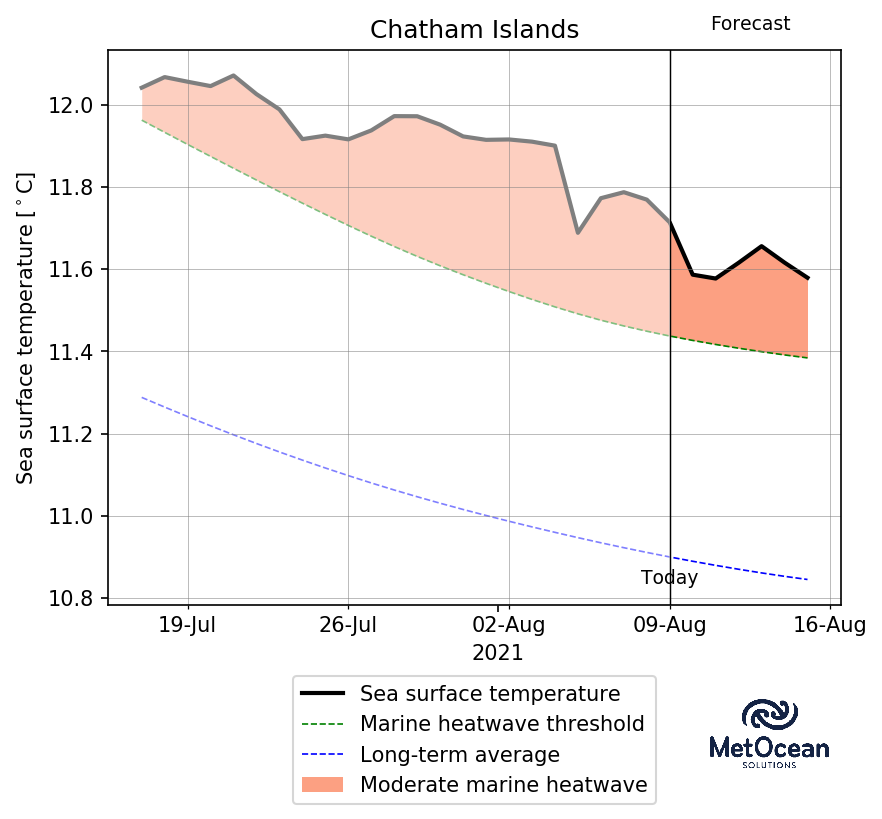 Chatham Islands
Forecast
Sea surface temperature [°C]
12.0
11.8
11.6
11.4
11.2
11.0
10.8
Today
19-Jul 26-Jul 02-Aug 09-Aug 16-Aug
2021
Sea surface temperature
Marine heatwave threshold
Long-term average
Moderate marine heatwave
MetOcean
SOLUTIONS